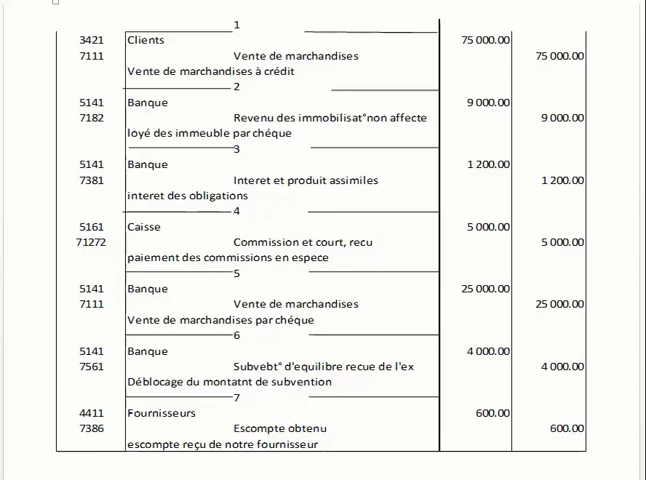 1
3421 Clients 75 000.00
7111 Vente de marchandises 75 000.00
Vente de marchandises à crédit
2
5141 Banque 9 000.00
7182 Revenu des immobilisat°non affecte 9 000.00
loyé des immeuble par chéque
3
5141 Banque 1 200.00
7381 Interet et produit assimiles 1 200.00
interet des obligations
4
5161 Caisse 5 000.00
71272 Commission et court, recu 5 000.00
paiement des commissions en espece
5
5141 Banque 25 000.00
7111 Vente de marchandises 25 000.00
Vente de marchandises par chéque
6
5141 Banque 4 000.00
7561 Subvebt° d'equilibre recue de l'ex 4 000.00
Déblocage du montatnt de subvention
7
4411 Fournisseurs 600.00
7386 Escompte obtenu 600.00
escompte reçu de notre fournisseur